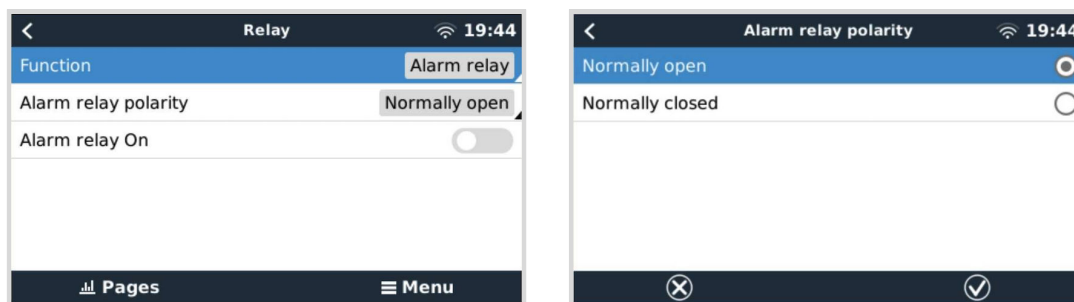 Relay 19:44
Function Alarm relay
Alarm relay polarity Normally open
Alarm relay On
Pages Menu
Alarm relay polarity 19:44
Normally open
Normally closed